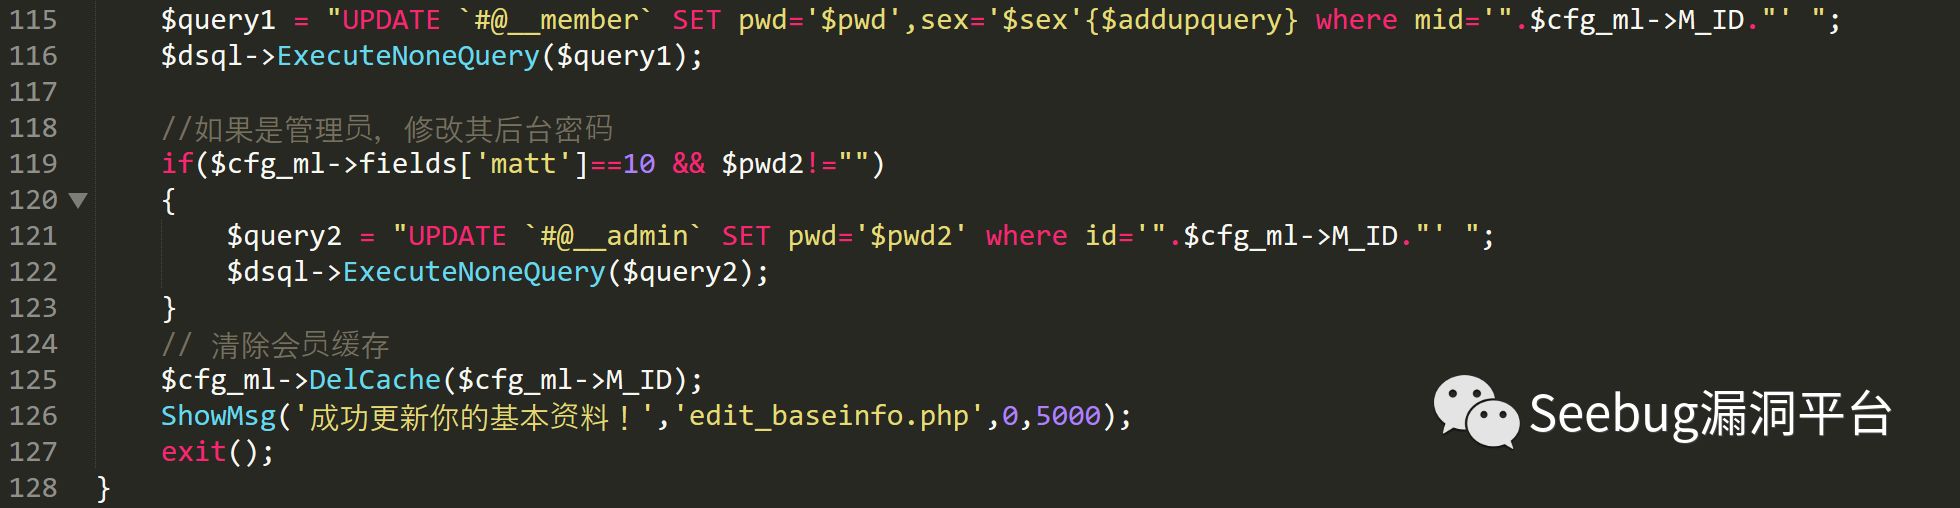 115 $query1 = "UPDATE `#@__member` SET pwd='$pwd',sex='$sex'{$addupquery} where mid='".$cfg_ml->M_ID."' ";
116 $dsql->ExecuteNoneQuery($query1);
117
118 //如果是管理员，修改其后台密码
119 if($cfg_ml->fields['matt']==10 && $pwd2!="")
120 {
121 $query2 = "UPDATE `#@__admin` SET pwd='$pwd2' where id='".$cfg_ml->M_ID."' ";
122 $dsql->ExecuteNoneQuery($query2);
123 }
124 // 清除会员缓存
125 $cfg_ml->DelCache($cfg_ml->M_ID);
126 ShowMsg('成功更新你的基本资料！','edit_baseinfo.php',0,5000);
127 exit();
128 }
Seebug漏洞平台